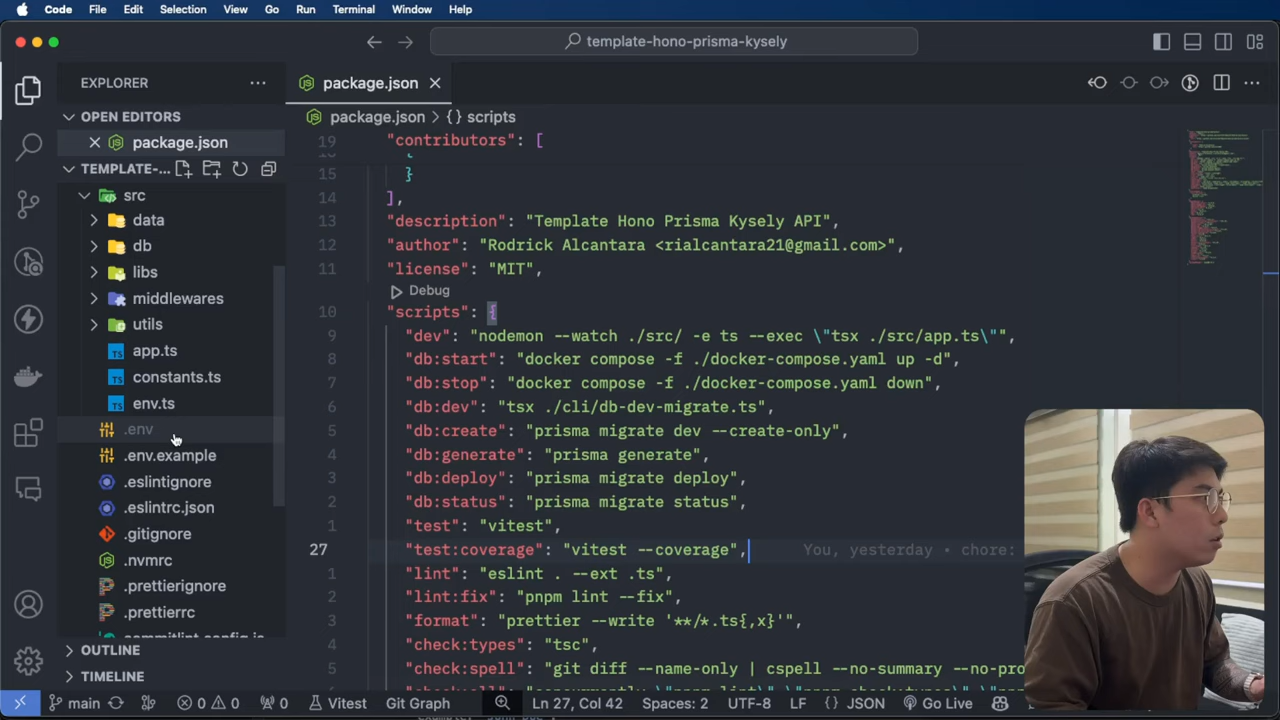 Code File Edit Selection View Go Run Terminal Window Help
template-hono-prisma-kysely
EXPLORER
package.json
OPEN EDITORS
package.json > {} scripts
package.json
19 "contributors": [
TEMPLATE-...
15 }
src
14 ],
data
13 "description": "Template Hono Prisma Kysely API",
db
12 "author": "Rodrick Alcantara <rialcantara21@gmail.com>",
libs
11 "license": "MIT",
middlewares
Debug
10 "scripts": {
utils
9 "dev": "nodemon --watch ./src/ -e ts --exec \"tsx ./src/app.ts\"",
app.ts
8 "db:start": "docker compose -f ./docker-compose.yaml up -d",
constants.ts
7 "db:stop": "docker compose -f ./docker-compose.yaml down",
env.ts
6 "db:dev": "tsx ./cli/db-dev-migrate.ts",
.env
5 "db:create": "prisma migrate dev --create-only",
.env.example
4 "db:generate": "prisma generate",
.eslintignore
3 "db:deploy": "prisma migrate deploy",
.eslintrc.json
2 "db:status": "prisma migrate status",
.gitignore
1 "test": "vitest",
27 "test:coverage": "vitest --coverage", You, yesterday • chore:
.nvmrc
1 "lint": "eslint . --ext .ts",
.prettierignore
2 "lint:fix": "pnpm lint --fix",
.prettierrc
3 "format": "prettier --write '**/*.ts{,x}'",
commitlint.config.js
4 "check:types": "tsc",
OUTLINE
5 "check:spell": "git diff --name-only | cspell --no-summary --no-pro
TIMELINE
main 0 0 0 Vitest Git Graph Ln 27, Col 42 Spaces: 2 UTF-8 LF {} JSON Go Live